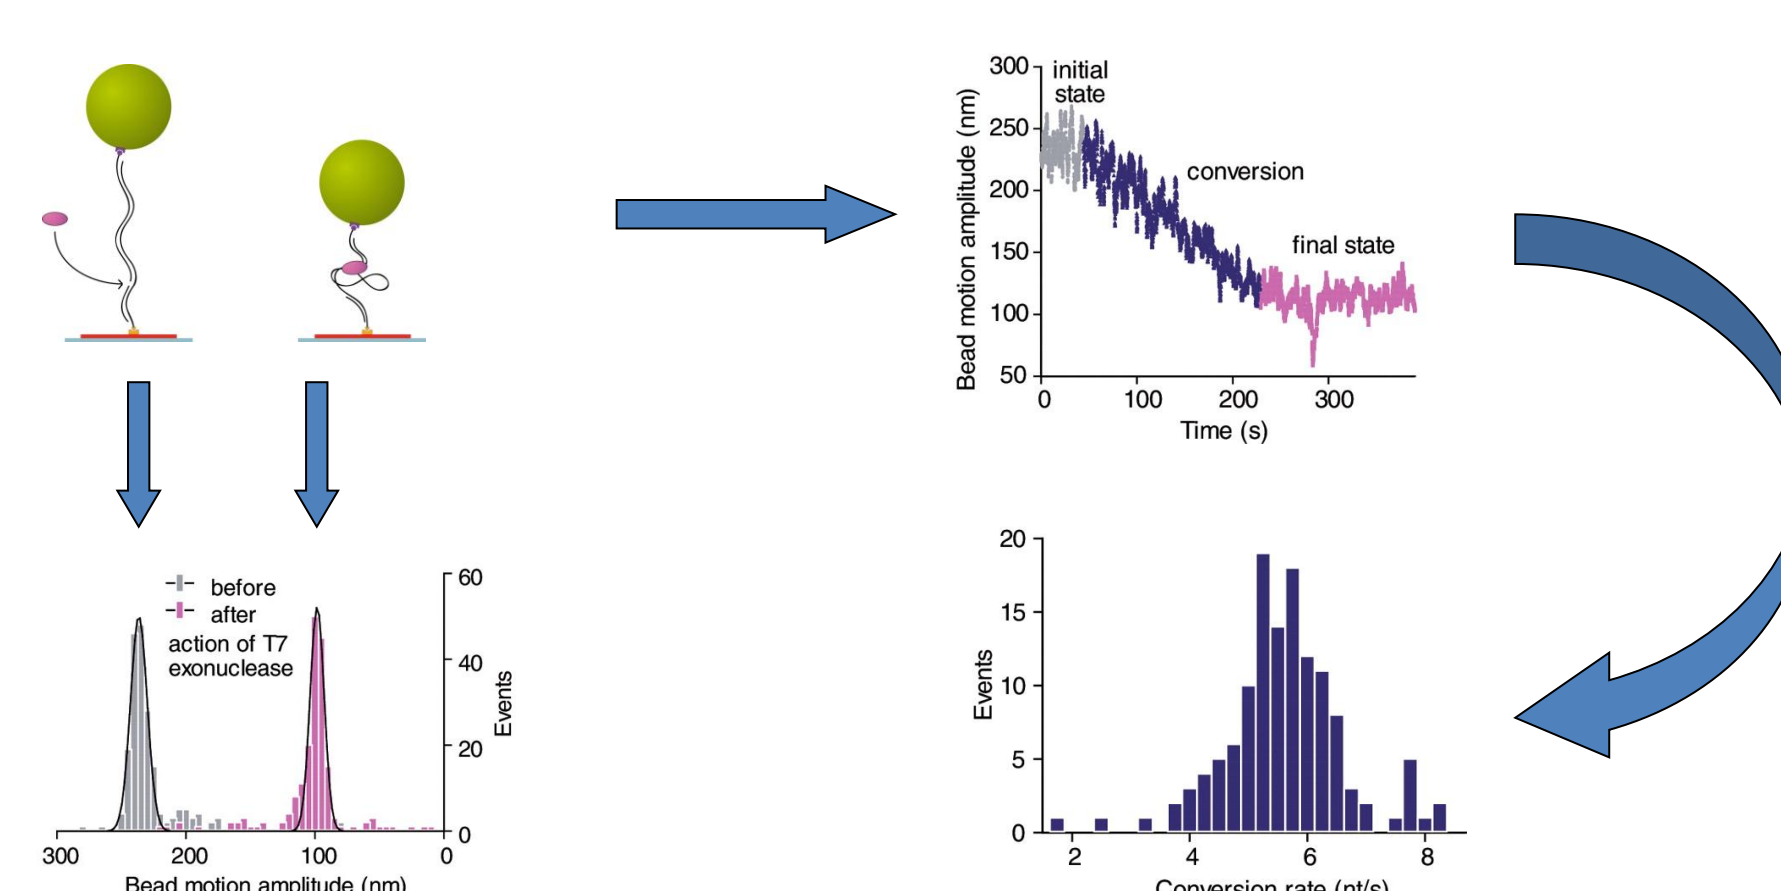 300
250
200
150
100
50
Bead motion amplitude (nm)
initial
state
conversion
final state
0
100
200
300
Time (s)
before
after
action of T7
exonuclease
60
40
20
0
Events
300
200
100
0
Bead motion amplitude (nm)
20
15
10
5
0
Events
2
4
6
8
Conversion rate (nt/s)